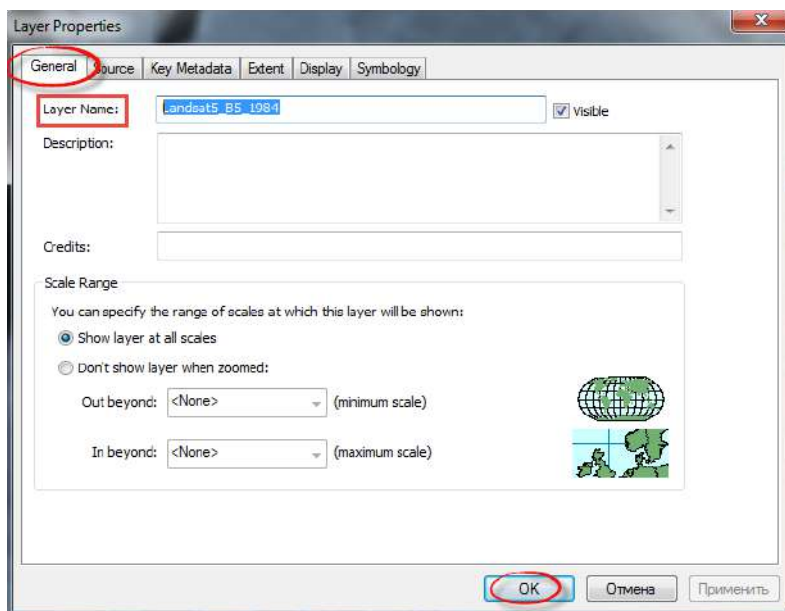 Layer Properties
General Source Key Metadata Extent Display Symbology
Layer Name: Landsat5_B5_1984 Visible
Description:
Credits:
Scale Range
You can specify the range of scales at which this layer will be shown:
Show layer at all scales
Don't show layer when zoomed:
Out beyond: <None> (minimum scale)
In beyond: <None> (maximum scale)
OK Отмена Применить